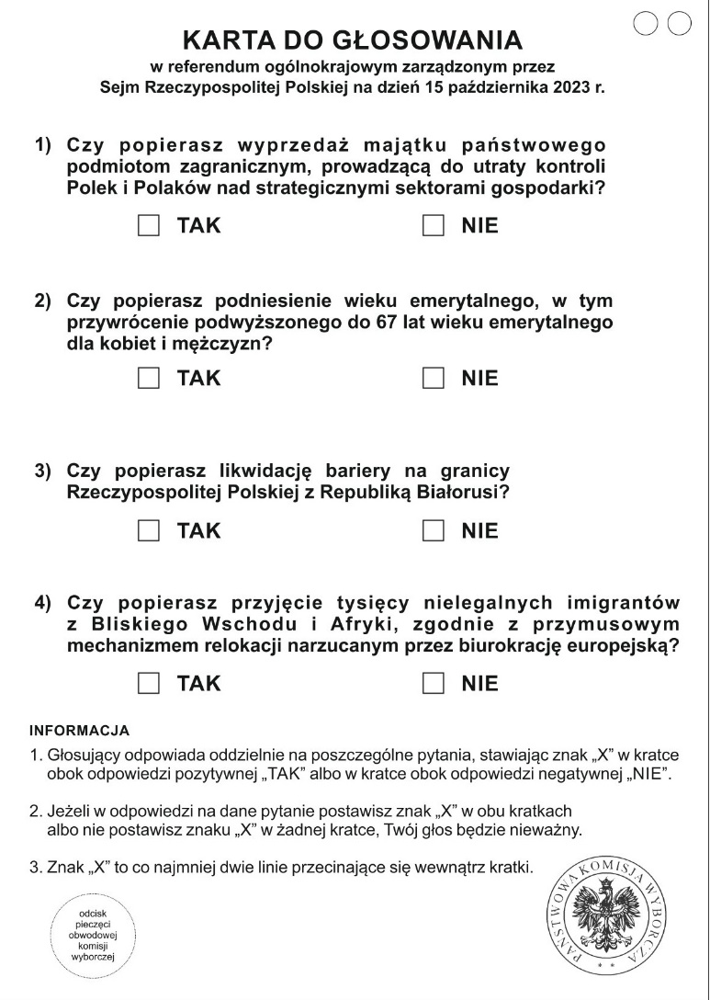 KARTA DO GŁOSOWANIA
w referendum ogólnokrajowym zarządzonym przez
Sejm Rzeczypospolitej Polskiej na dzień 15 października 2023 r.
1) Czy popierasz wyprzedaż majątku państwowego
podmiotom zagranicznym, prowadzącą do utraty kontroli
Polek i Polaków nad strategicznymi sektorami gospodarki?
TAK NIE
2) Czy popierasz podniesienie wieku emerytalnego, w tym
przywrócenie podwyższonego do 67 lat wieku emerytalnego
dla kobiet i mężczyzn?
TAK NIE
3) Czy popierasz likwidację bariery na granicy
Rzeczypospolitej Polskiej z Republiką Białorusi?
TAK NIE
4) Czy popierasz przyjęcie tysięcy nielegalnych imigrantów
z Bliskiego Wschodu i Afryki, zgodnie z przymusowym
mechanizmem relokacji narzucanym przez biurokrację europejską?
TAK NIE
INFORMACJA
1. Głosujący odpowiada oddzielnie na poszczególne pytania, stawiając znak „X” w kratce
obok odpowiedzi pozytywnej „TAK” albo w kratce obok odpowiedzi negatywnej „NIE”.
2. Jeżeli w odpowiedzi na dane pytanie postawisz znak „X” w obu kratkach
albo nie postawisz znaku „X” w żadnej kratce, Twój głos będzie nieważny.
3. Znak „X” to co najmniej dwie linie przecinające się wewnątrz kratki.
odcisk
pieczęci
obwodowej
komisji
wyborczej
PAŃSTWOWA KOMISJA WYBORCZA
* *